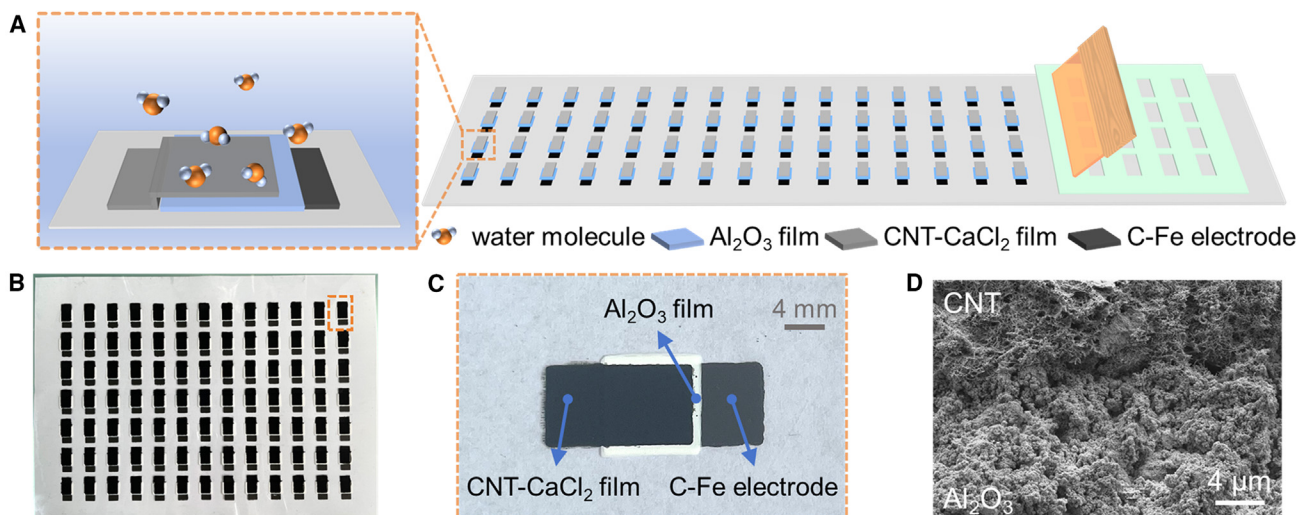 A
water molecule Al₂O₃ film CNT-CaCl₂ film C-Fe electrode
B
C
Al₂O₃ film
4 mm
CNT-CaCl₂ film C-Fe electrode
D
CNT
Al₂O₃
4 μm